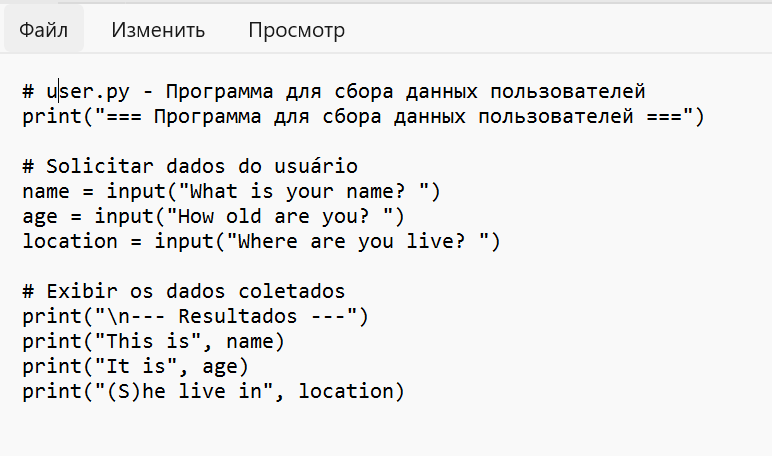 Файл Изменить Просмотр
# user.py - Программа для сбора данных пользователей
print("=== Программа для сбора данных пользователей ===")
# Solicitar dados do usuário
name = input("What is your name? ")
age = input("How old are you? ")
location = input("Where are you live? ")
# Exibir os dados coletados
print("\n--- Resultados ---")
print("This is", name)
print("It is", age)
print("(S)he live in", location)